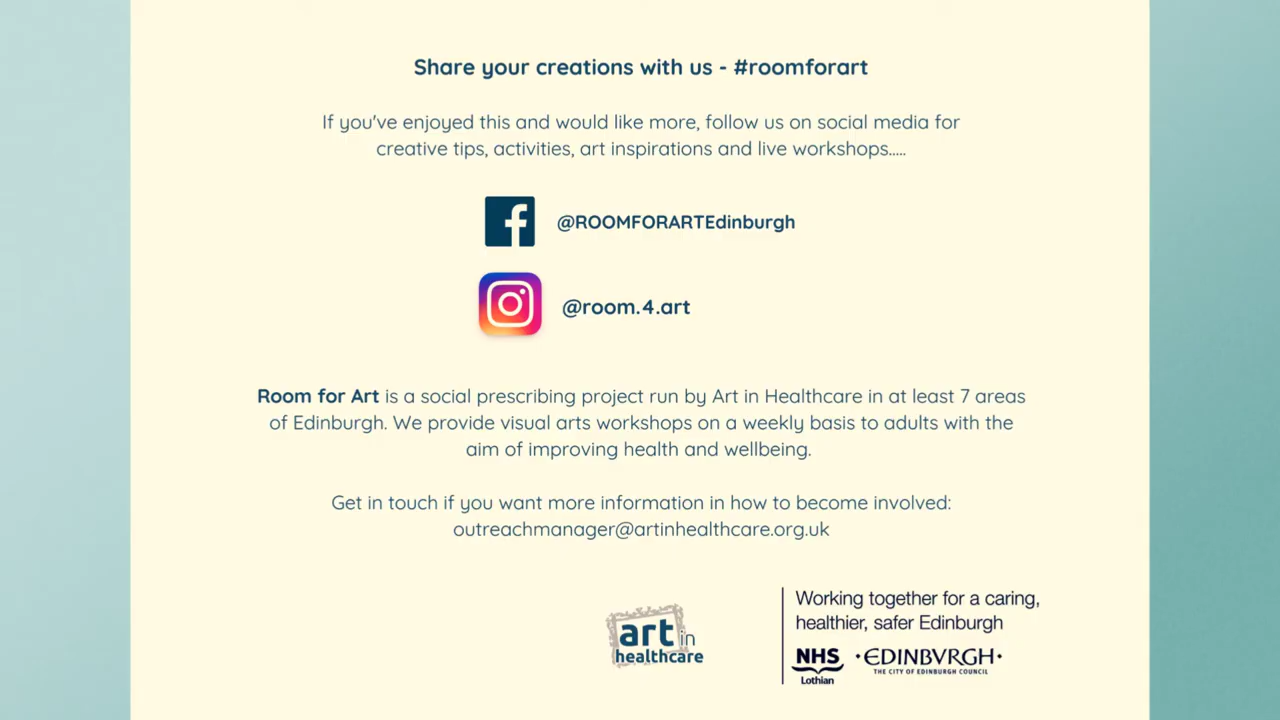 Share your creations with us - #roomforart
If you've enjoyed this and would like more, follow us on social media for
creative tips, activities, art inspirations and live workshops.....
@ROOMFORARTEdinburgh
@room.4.art
Room for Art is a social prescribing project run by Art in Healthcare in at least 7 areas
of Edinburgh. We provide visual arts workshops on a weekly basis to adults with the
aim of improving health and wellbeing.
Get in touch if you want more information in how to become involved:
outreachmanager@artinhealthcare.org.uk
art in
healthcare
Working together for a caring,
healthier, safer Edinburgh
NHS
Lothian
·EDINBVRGH·
THE CITY OF EDINBURGH COUNCIL